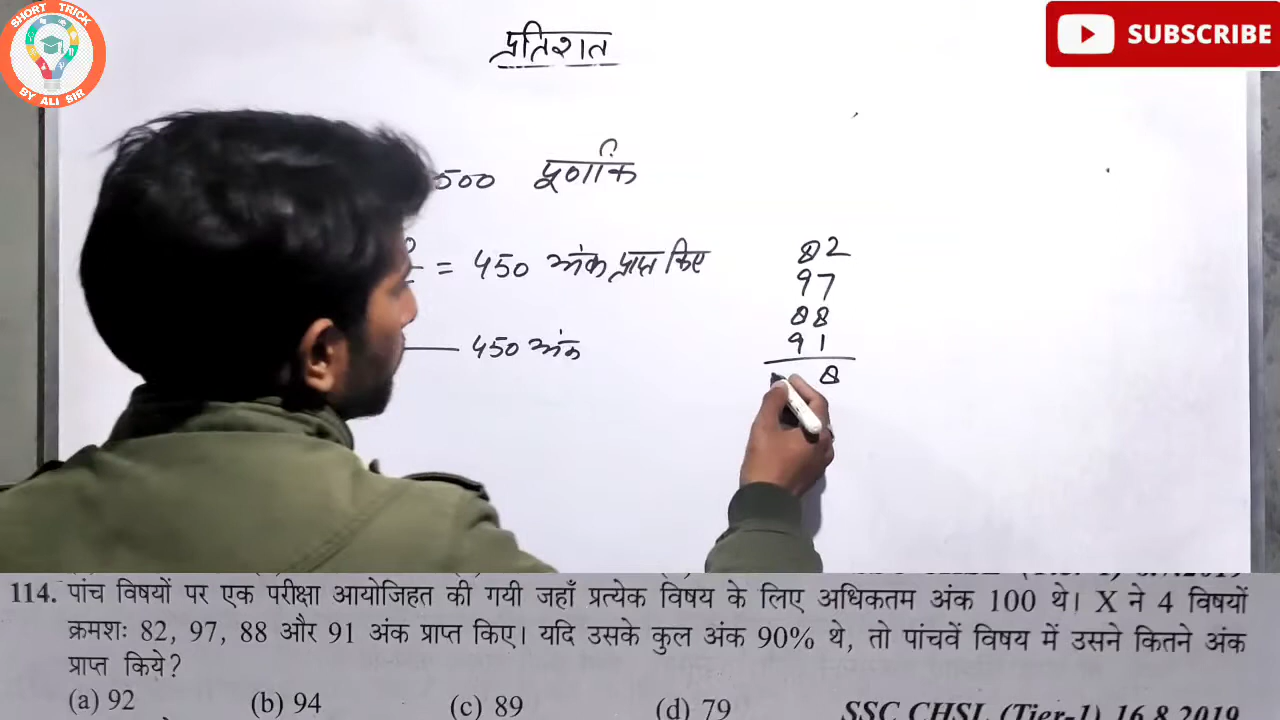 SHORT TRICK
BY ALI SIR
SUBSCRIBE
प्रतिशत
500 पूर्णांक
= 450 अंक प्राप्त किए
450 अंक
82
97
88
91
8
114. पांच विषयों पर एक परीक्षा आयोजिहत की गयी जहाँ प्रत्येक विषय के लिए अधिकतम अंक 100 थे। X ने 4 विषयों
क्रमशः 82, 97, 88 और 91 अंक प्राप्त किए। यदि उसके कुल अंक 90% थे, तो पांचवें विषय में उसने कितने अंक
प्राप्त किये?
(a) 92 (b) 94 (c) 89 (d) 79 SSC CHSL (Tier-1) 16.8.2019